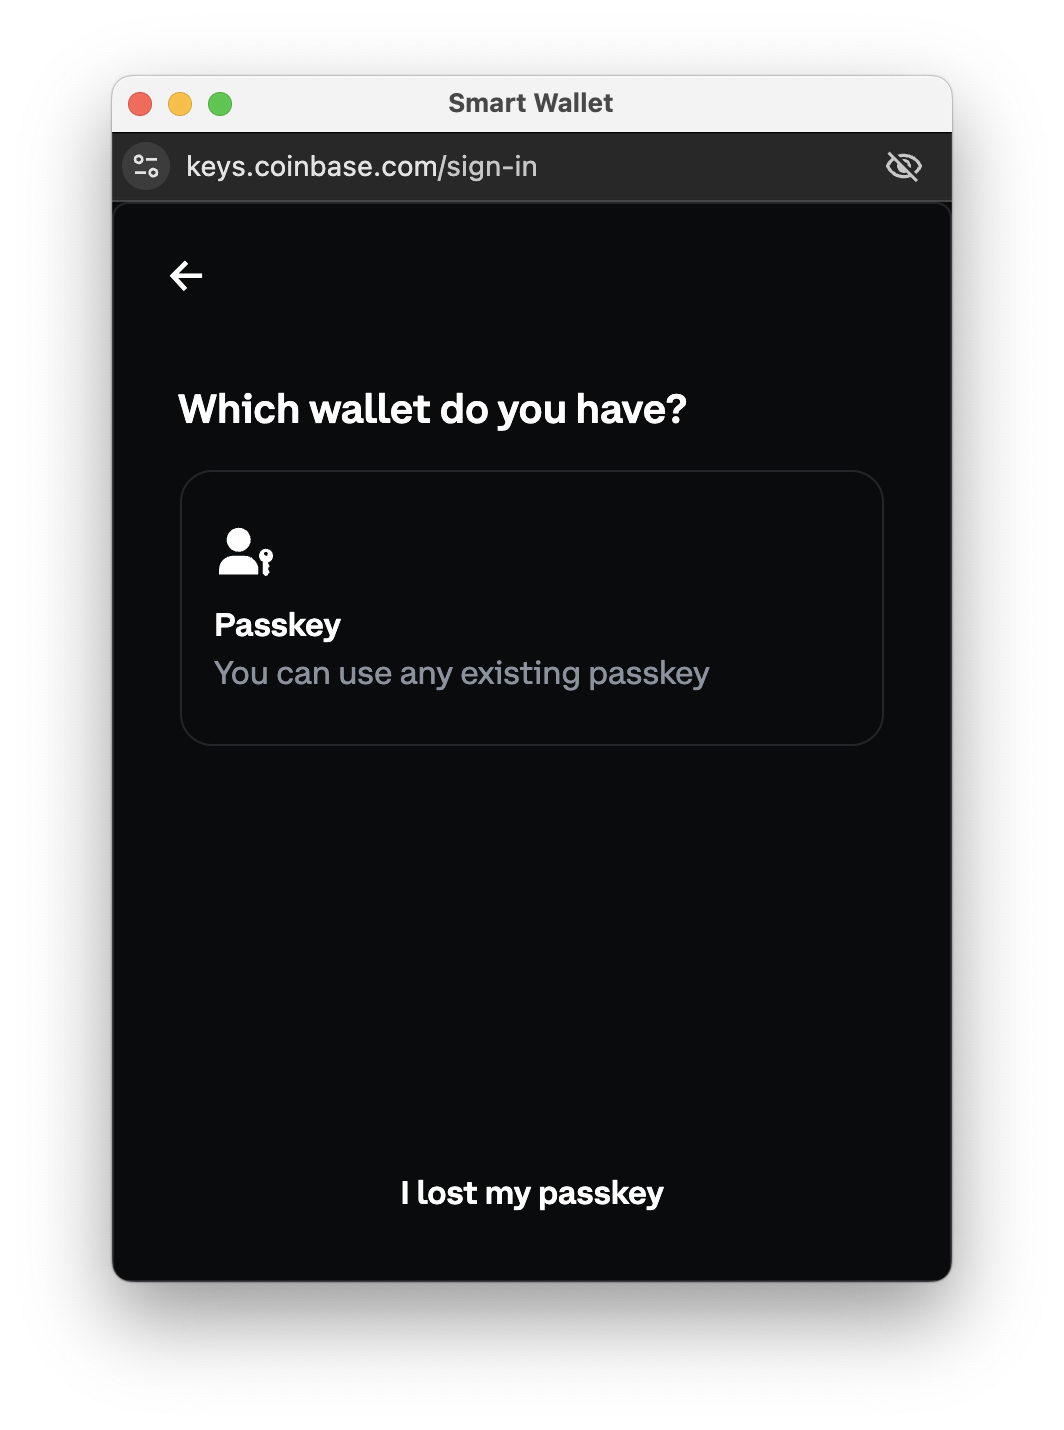 Smart Wallet
keys.coinbase.com/sign-in
Which wallet do you have?
Passkey
You can use any existing passkey
I lost my passkey